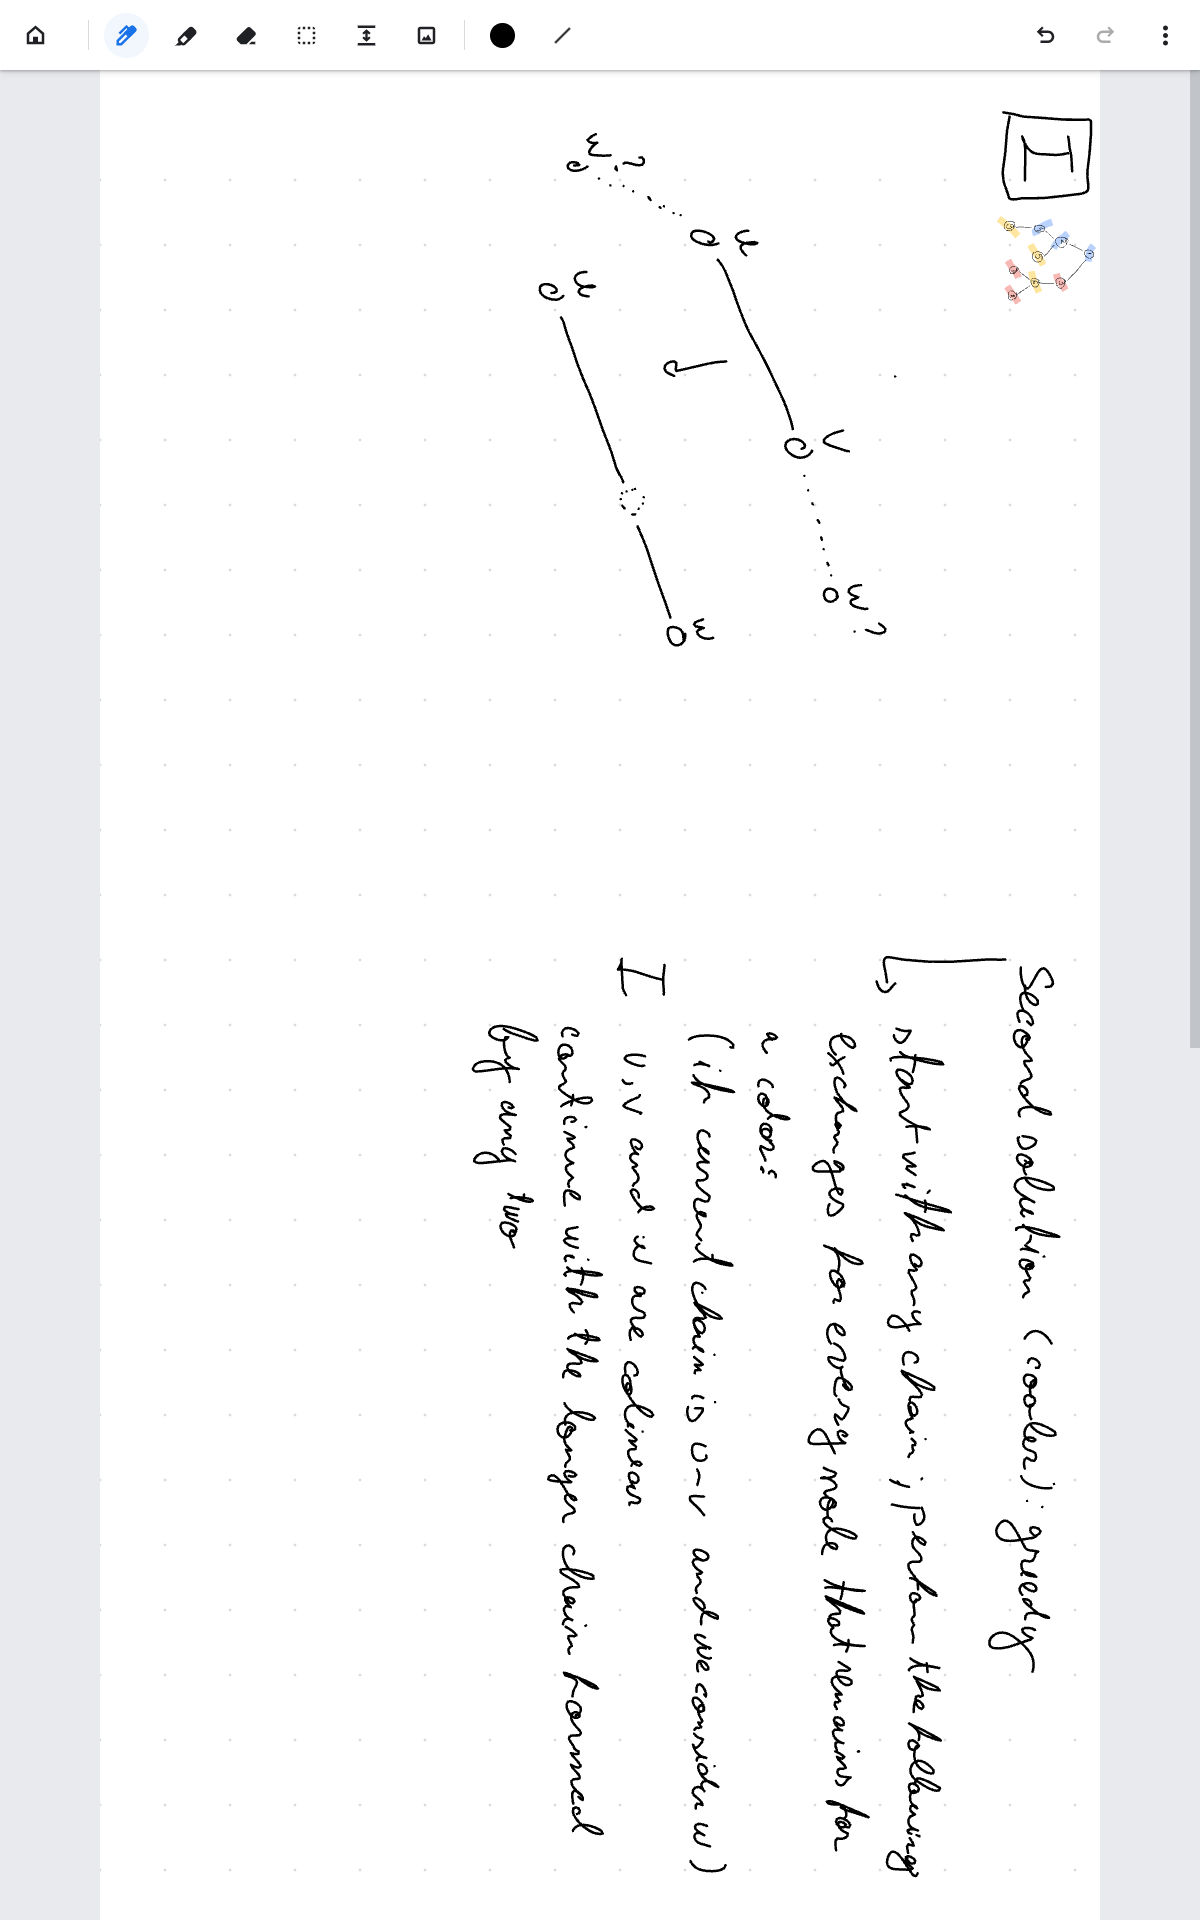 I
w?
u
v
w?
u
w
Second solution (cooler): greedy
start with any chain; perfom the following
exchanges for every node that remains for
a color:
(if current chain is u-v and we consider w)
I u, v and w are colinear
continue with the longer chain formed
by any two